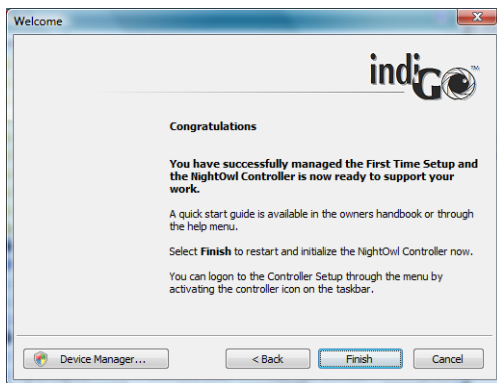 Welcome
indiGo™
Congratulations
You have successfully managed the First Time Setup and
the NightOwl Controller is now ready to support your
work.
A quick start guide is available in the owners handbook or through
the help menu.
Select Finish to restart and initialize the NightOwl Controller now.
You can logon to the Controller Setup through the menu by
activating the controller icon on the taskbar.
Device Manager... < Back Finish Cancel